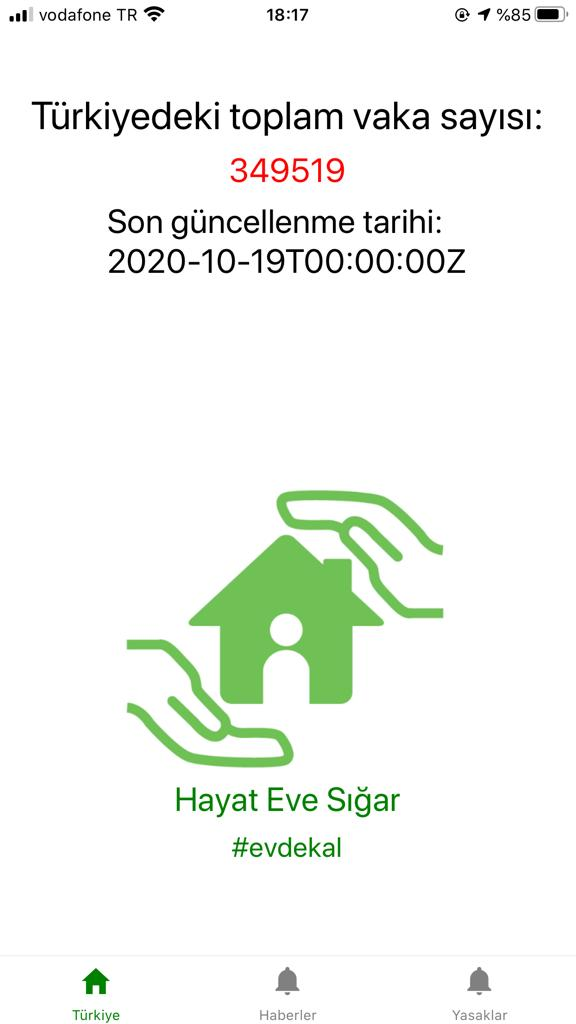 vodafone TR
18:17
%85
Türkiyedeki toplam vaka sayısı:
349519
Son güncellenme tarihi:
2020-10-19T00:00:00Z
Hayat Eve Sığar
#evdekal
Türkiye
Haberler
Yasaklar